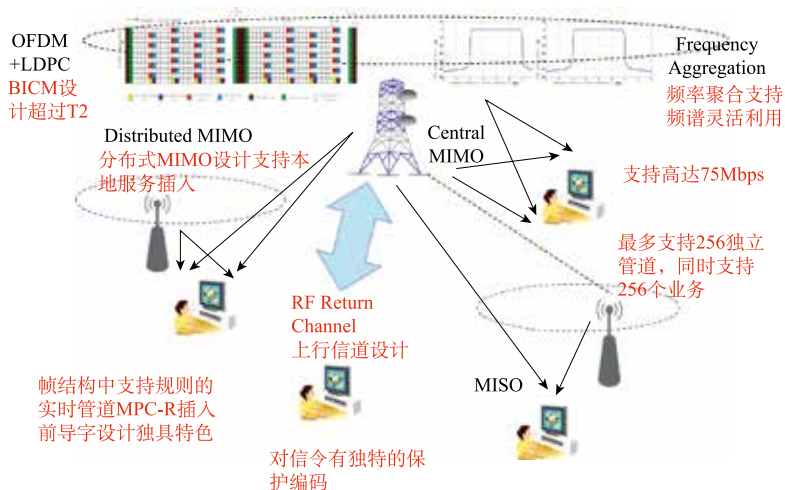 OFDM
+LDPC
BICM设
计超过T2
Frequency
Aggregation
频率聚合支持
频谱灵活利用
Distributed MIMO
分布式MIMO设计支持本
地服务插入
Central
MIMO
支持高达75Mbps
最多支持256独立
管道，同时支持
256个业务
RF Return
Channel
上行信道设计
MISO
帧结构中支持规则的
实时管道MPC-R插入
前导字设计独具特色
对信令有独特的保
护编码